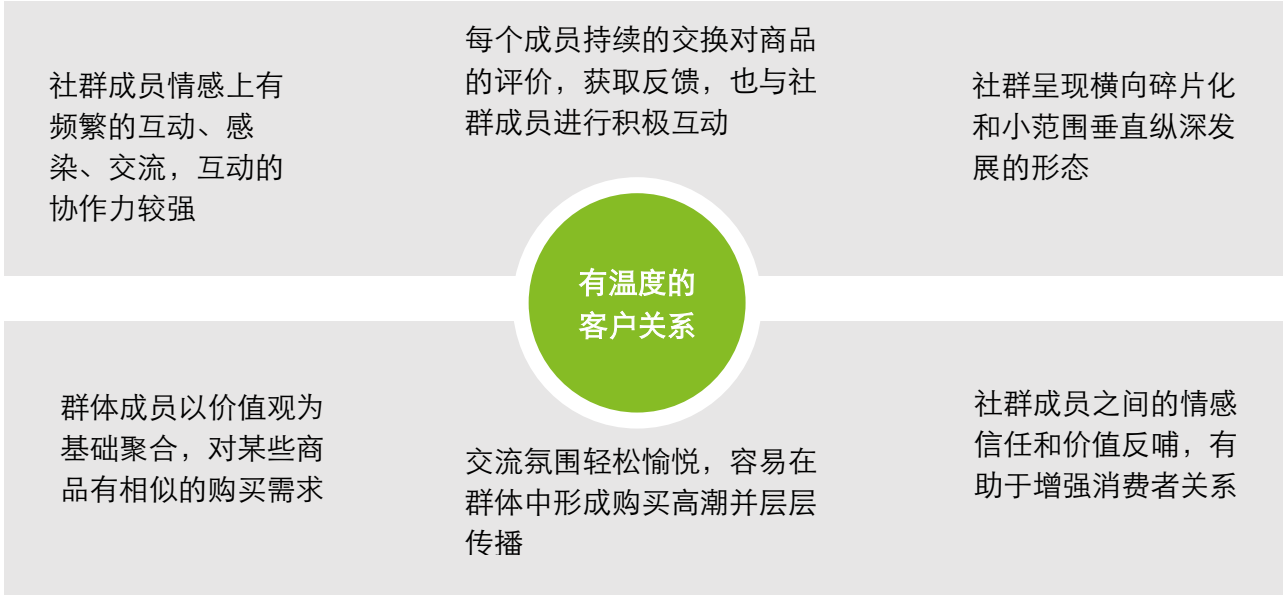 社群成员情感上有
频繁的互动、感
染、交流，互动的
协作力较强
每个成员持续的交换对商品
的评价，获取反馈，也与社
群成员进行积极互动
社群呈现横向碎片化
和小范围垂直纵深发
展的形态
有温度的
客户关系
群体成员以价值观为
基础聚合，对某些商
品有相似的购买需求
交流氛围轻松愉悦，容易在
群体中形成购买高潮并层层
传播
社群成员之间的情感
信任和价值反哺，有
助于增强消费者关系